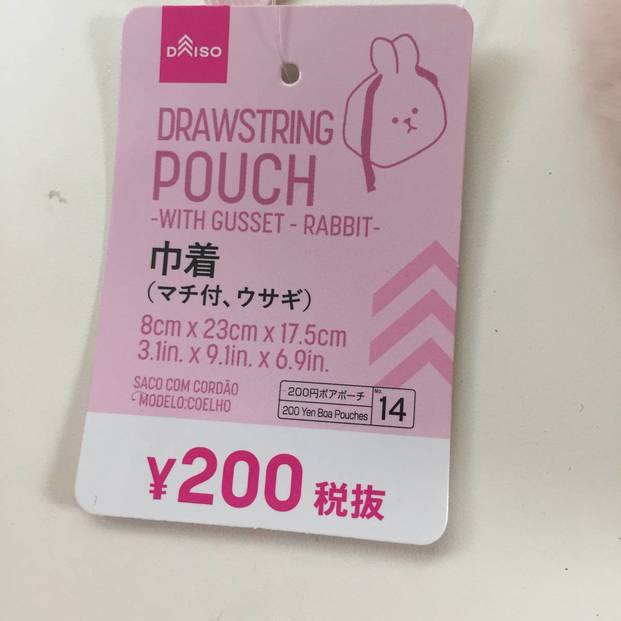 DAISO
DRAWSTRING
POUCH
-WITH GUSSET - RABBIT-
巾着
(マチ付、ウサギ)
8cm x 23cm x 17.5cm
3.1in. x 9.1in. x 6.9in.
SACO COM CORDÃO
MODELO:COELHO
200円ボアポーチ
200 Yen Boa Pouches
No.
14
¥200 税抜